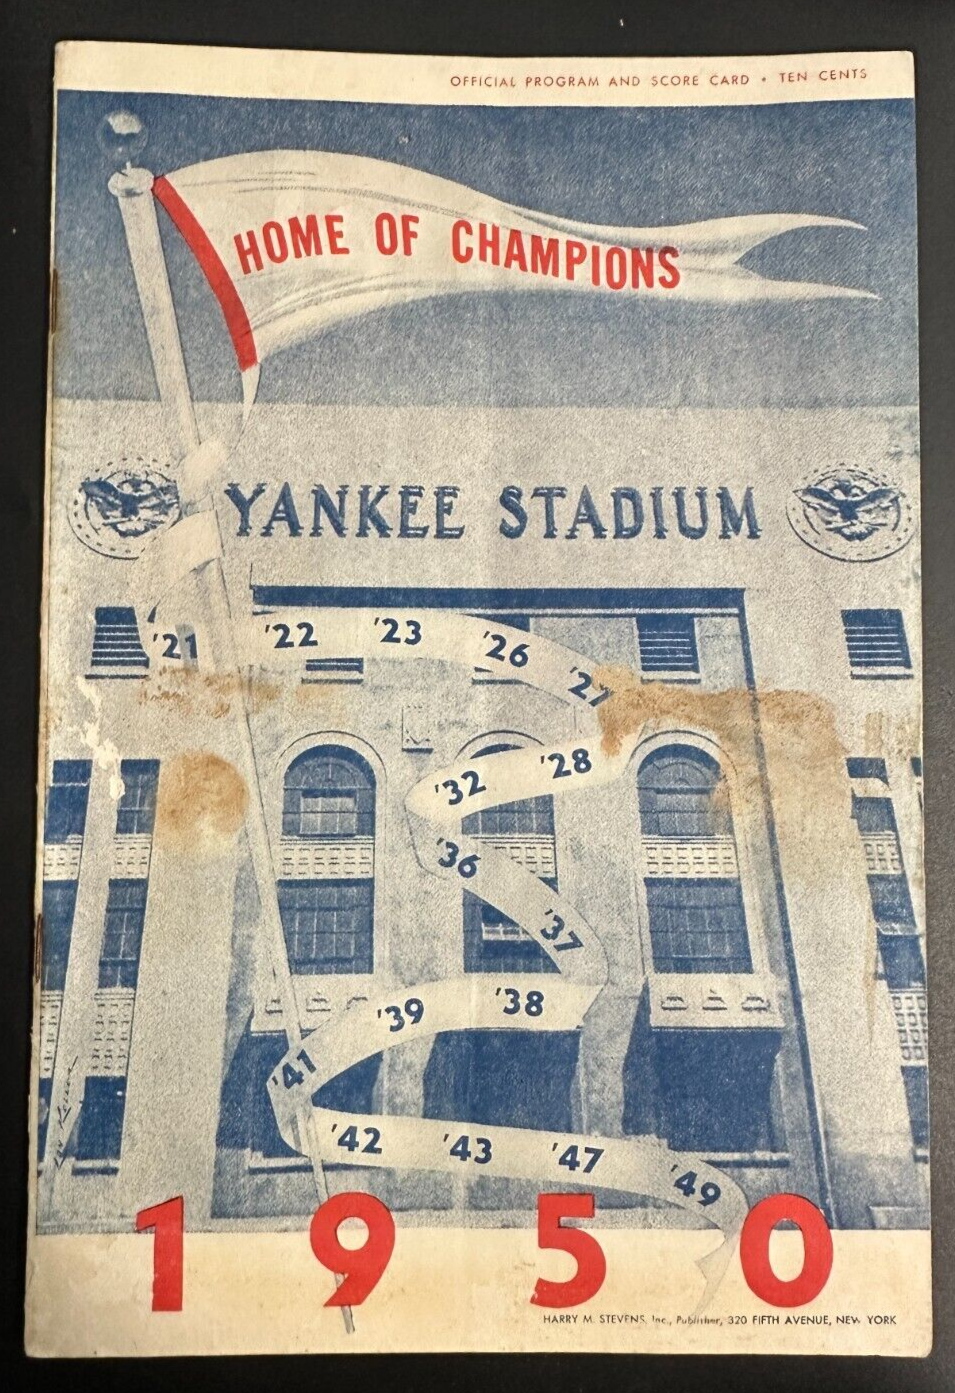 OFFICIAL PROGRAM AND SCORE CARD • TEN CENTS
HOME OF CHAMPIONS
YANKEE STADIUM
'21 '22 '23 '26 '27
'32 '28
'36
'37
'39 '38
'41
'42 '43 '47 '49
1950
HARRY M. STEVENS, Inc., Publisher, 320 FIFTH AVENUE, NEW YORK